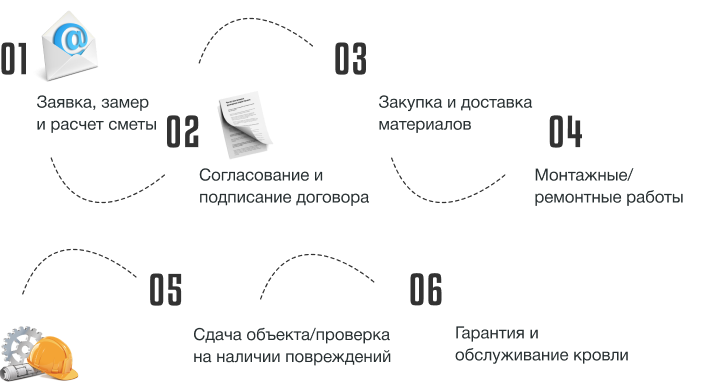 01
Заявка, замер
и расчет сметы
02
Согласование и
подписание договора
03
Закупка и доставка
материалов
04
Монтажные/
ремонтные работы
05
Сдача объекта/проверка
на наличии повреждений
06
Гарантия и
обслуживание кровли